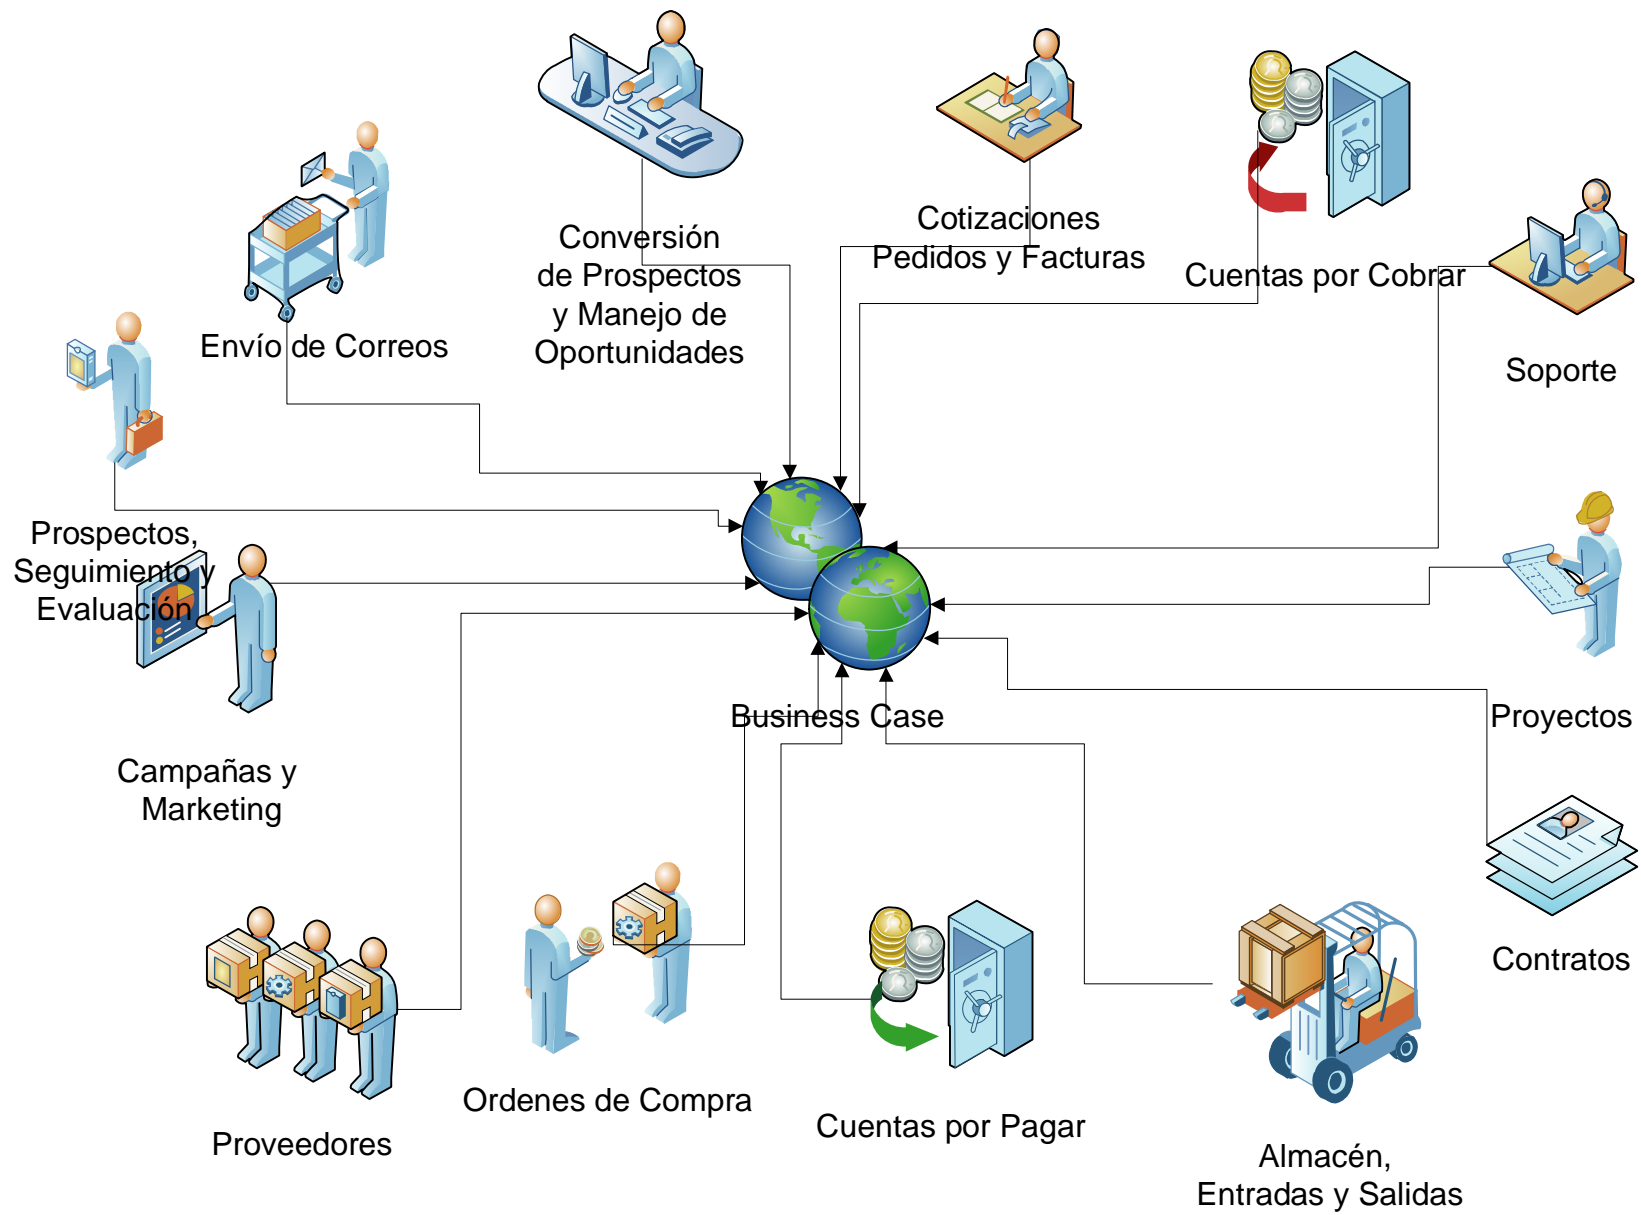 Conversión
de Prospectos
y Manejo de
Oportunidades
Cotizaciones
Pedidos y Facturas
Cuentas por Cobrar
Soporte
Envío de Correos
Prospectos,
Seguimiento y
Evaluación
Campañas y
Marketing
Business Case
Proyectos
Contratos
Proveedores
Ordenes de Compra
Cuentas por Pagar
Almacén,
Entradas y Salidas